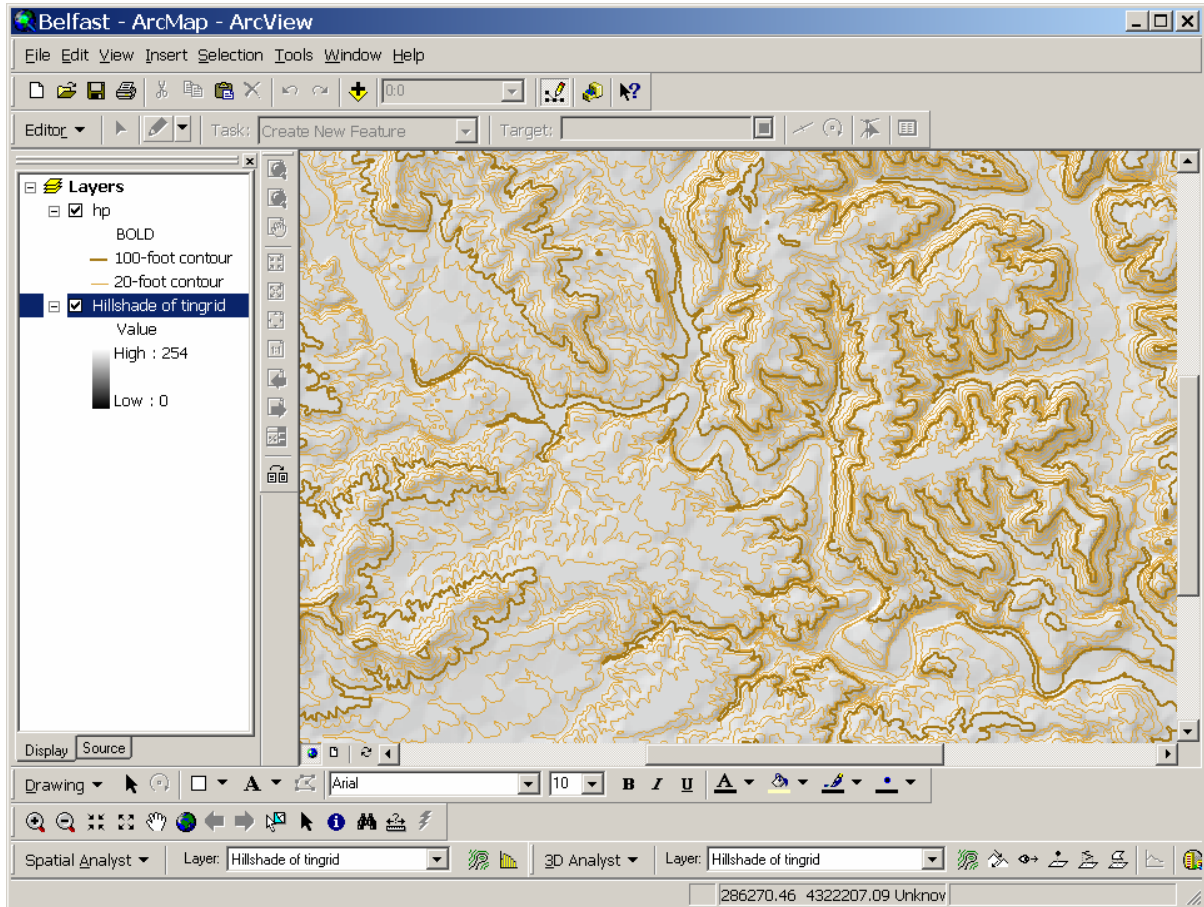 Belfast - ArcMap - ArcView
File Edit View Insert Selection Tools Window Help
0:0
Editor Task: Create New Feature Target:
Layers
hp
BOLD
100-foot contour
20-foot contour
Hillshade of tingrid
Value
High : 254
Low : 0
1:1
Display Source
Drawing A Arial 10 B I U A
Spatial Analyst Layer: Hillshade of tingrid 3D Analyst Layer: Hillshade of tingrid
286270.46 4322207.09 Unknov